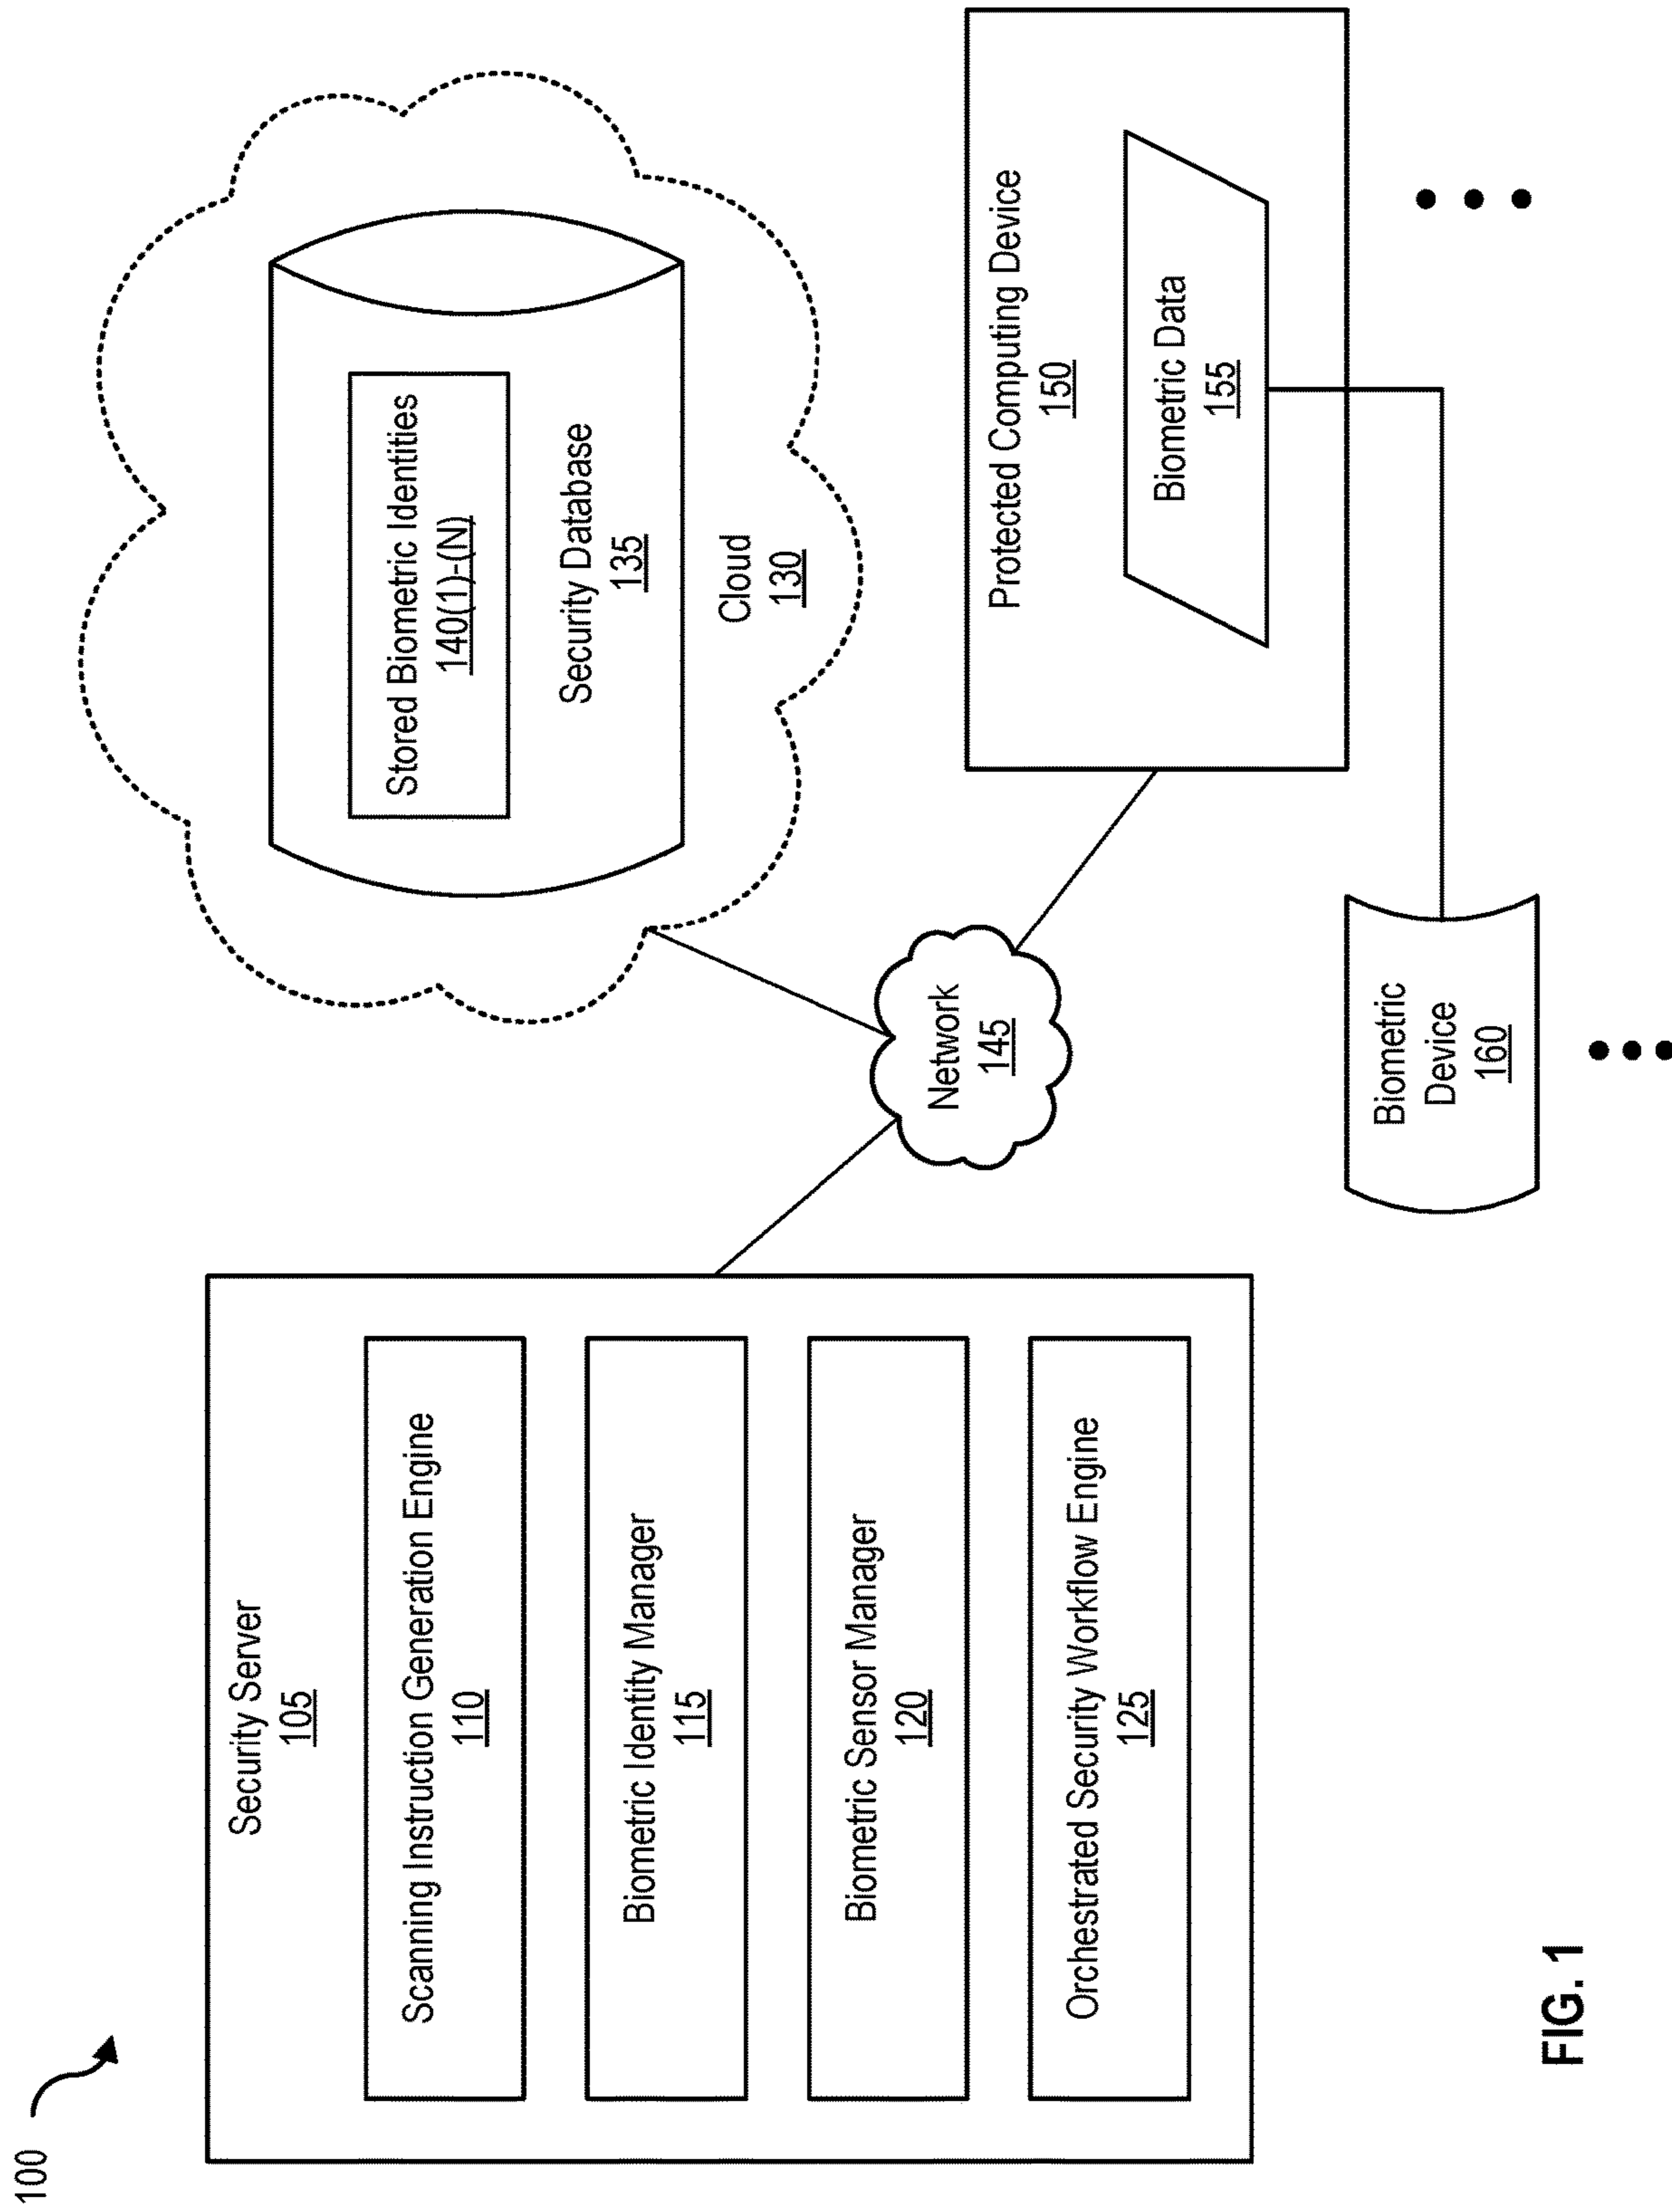 100
Security Server
105
Scanning Instruction Generation Engine
110
Biometric Identity Manager
115
Biometric Sensor Manager
120
Orchestrated Security Workflow Engine
125
Stored Biometric Identities
140(1)-(N)
Security Database
135
Cloud
130
Network
145
Protected Computing Device
150
Biometric Data
155
Biometric
Device
160
FIG. 1